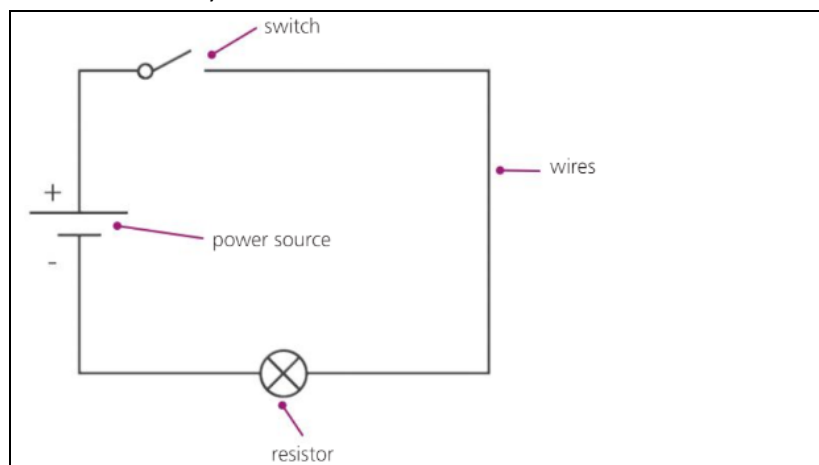 switch
wires
+
power source
-
resistor